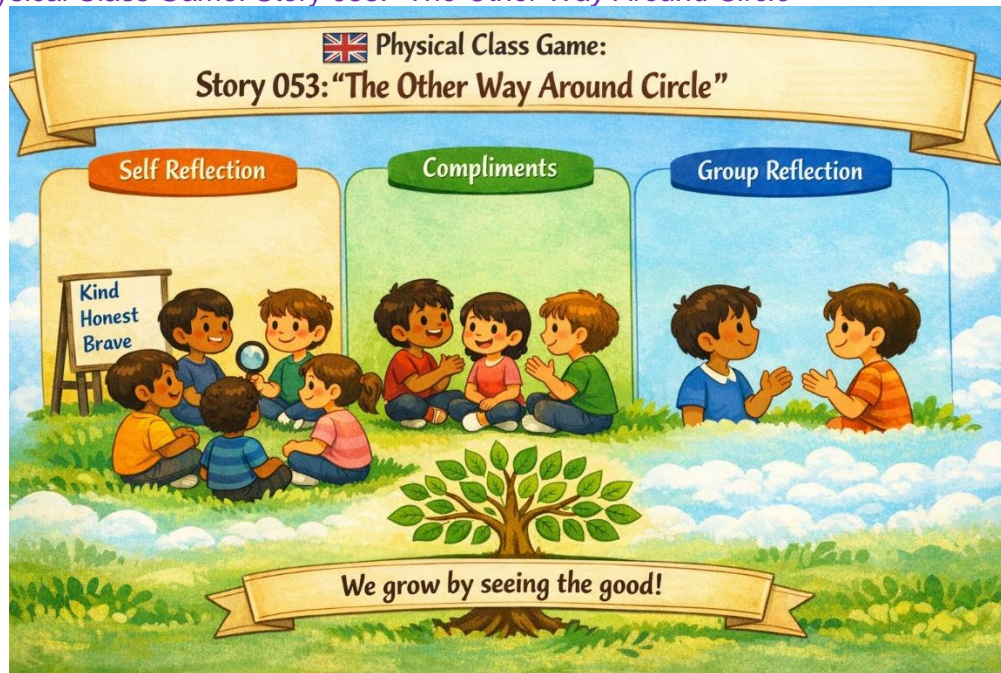 Physical Class Game:
Story 053: “The Other Way Around Circle”
Self Reflection
Compliments
Group Reflection
Kind
Honest
Brave
We grow by seeing the good!